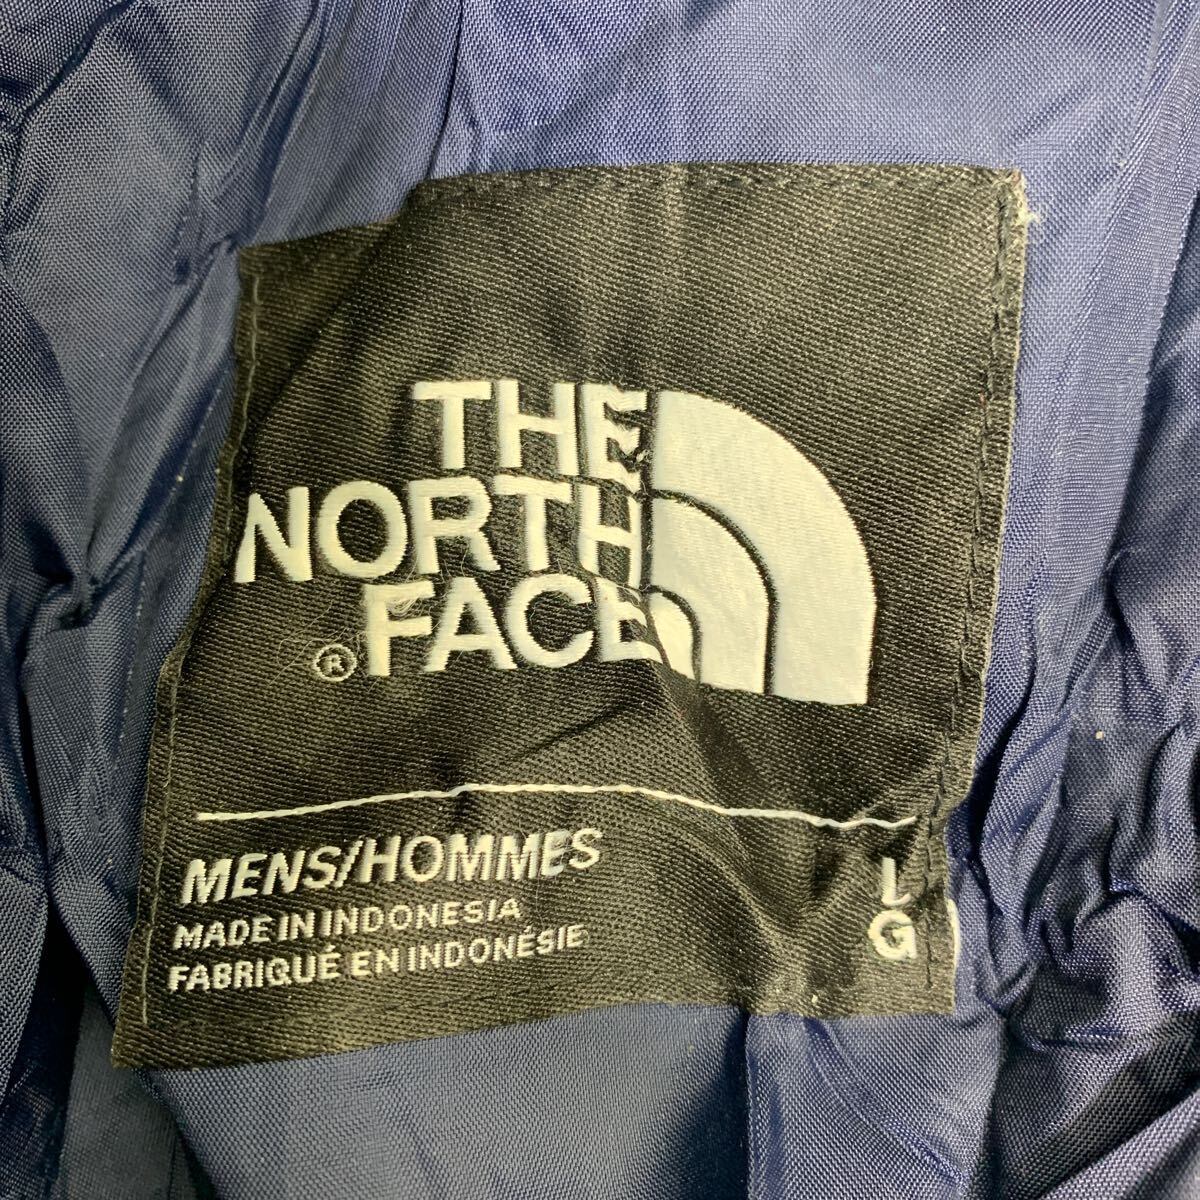 THE
NORTH
FACE
®
MENS/HOMMES
MADE IN INDONESIA
FABRIQUÉ EN INDONÉSIE
L
G